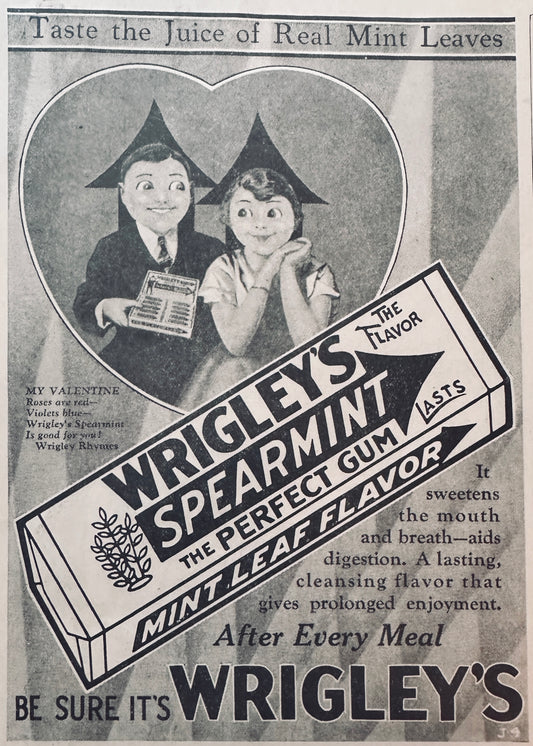 Taste the Juice of Real Mint Leaves
WRIGLEY'S
MY VALENTINE
Roses are red—
Violets blue—
Wrigley's Spearmint
Is good for you!
Wrigley Rhymes
WRIGLEY'S
SPEARMINT
THE PERFECT GUM
MINT LEAF FLAVOR
THE
FLAVOR
LASTS
It
sweetens
the mouth
and breath—aids
digestion. A lasting,
cleansing flavor that
gives prolonged enjoyment.
After Every Meal
BE SURE IT'S WRIGLEY'S
J-9